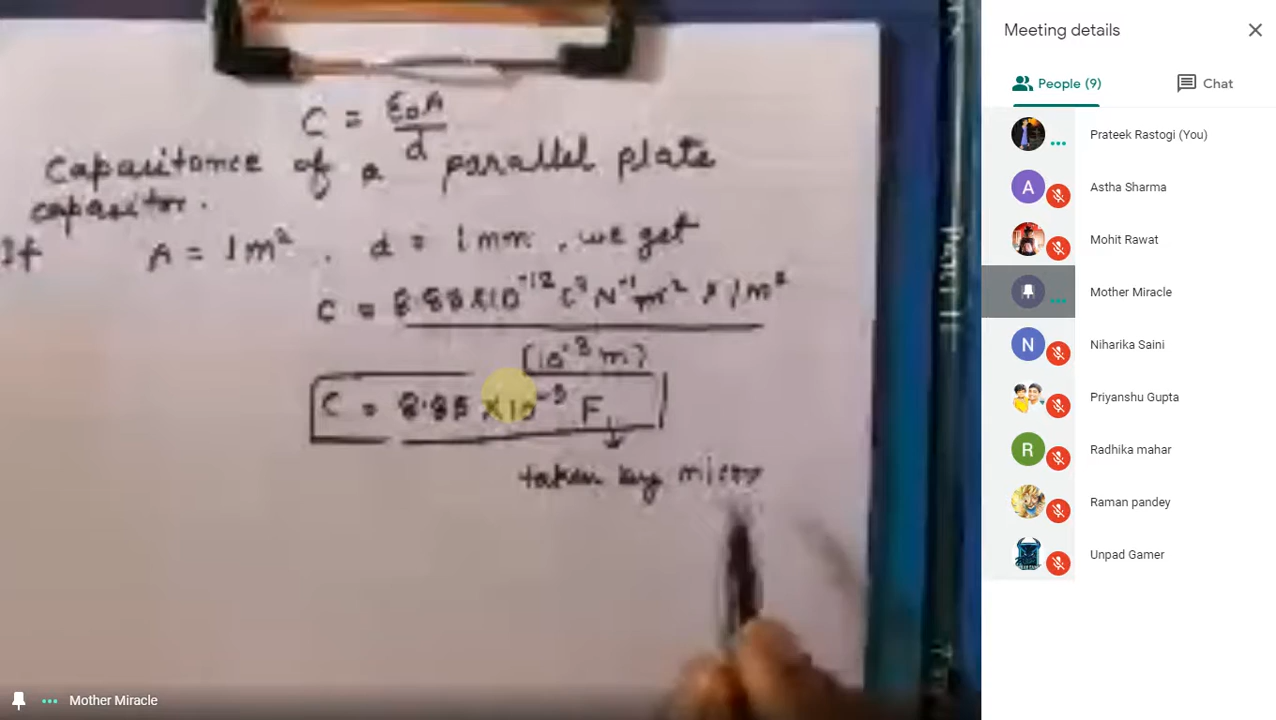 C = ε₀A/d
Capacitance of a parallel plate
capacitor.
If A = 1m², d = 1mm, we get
C = 8.85×10⁻¹² C² N⁻¹ m⁻² × 1m²
(10⁻³ m)
C = 8.85 ×10⁻⁹ F
taken by micro
Mother Miracle
Meeting details
People (9)
Chat
Prateek Rastogi (You)
A
Astha Sharma
Mohit Rawat
Mother Miracle
N
Niharika Saini
Priyanshu Gupta
R
Radhika mahar
Raman pandey
Unpad Gamer